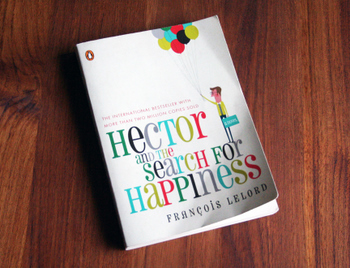 THE INTERNATIONAL BESTSELLER WITH
MORE THAN TWO MILLION COPIES SOLD
HECTOR
AND THE
SEARCH FOR
HAPPINESS
FRANÇOIS LELORD